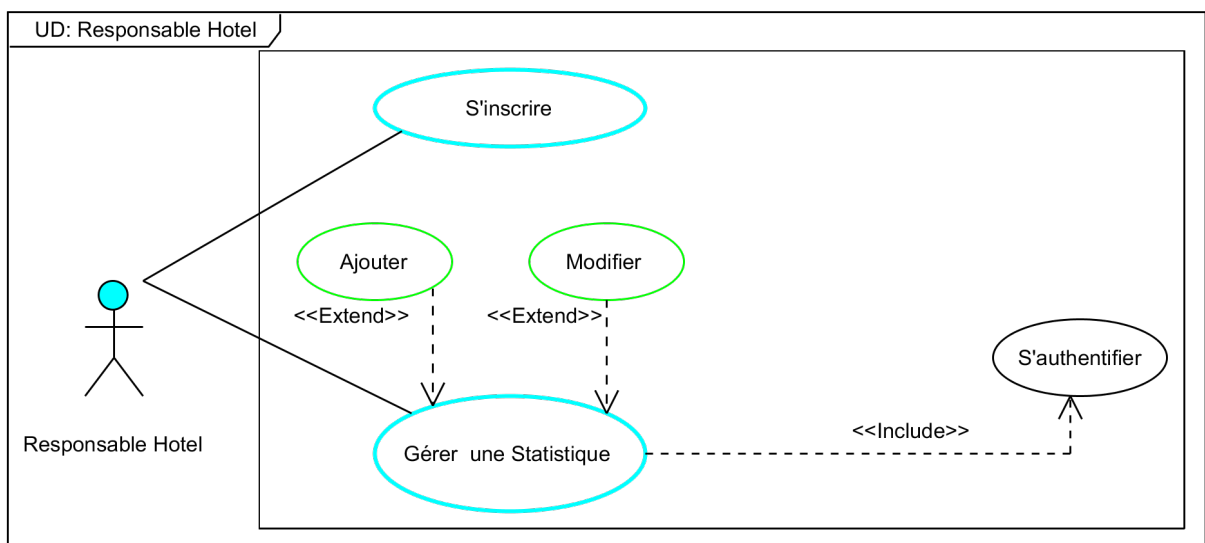 UD: Responsable Hotel
S'inscrire
Ajouter
Modifier
<<Extend>>
<<Extend>>
S'authentifier
<<Include>>
Responsable Hotel
Gérer  une Statistique